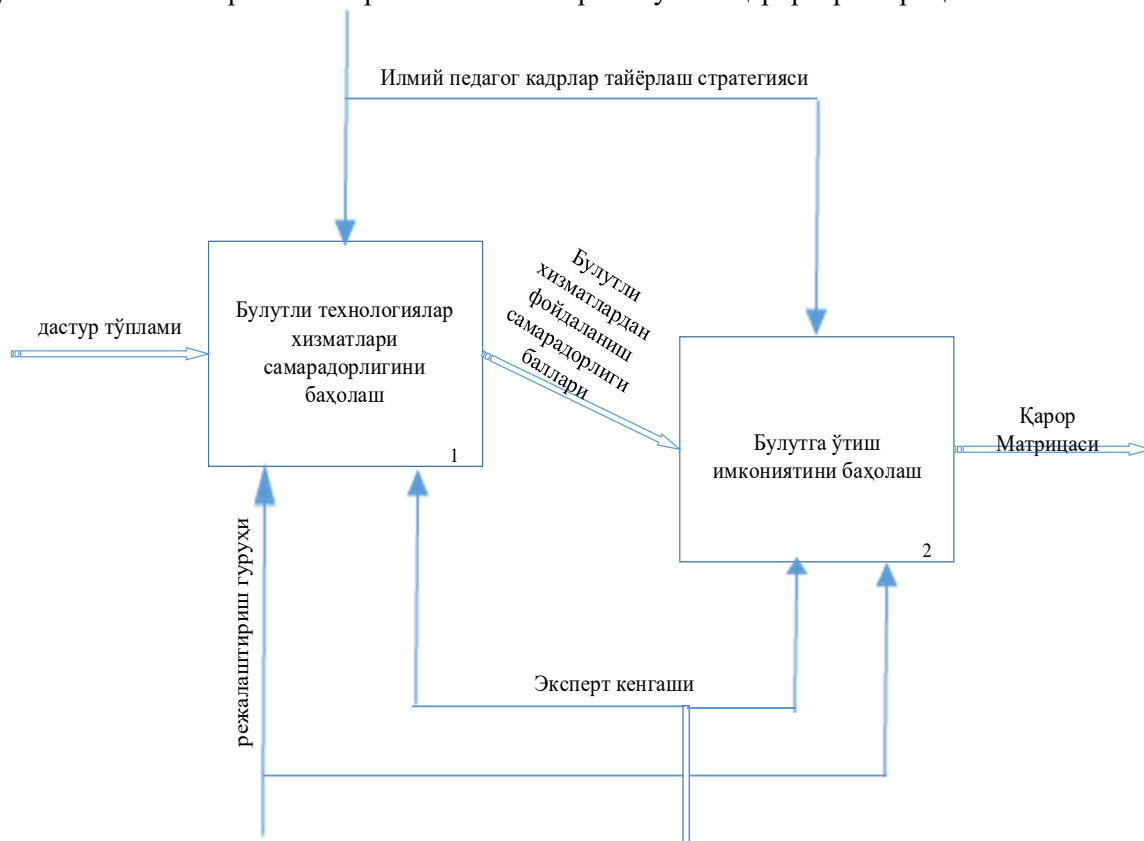 Илмий педагог кадрлар тайёрлаш стратегияси
дастур тўплами
Булутли технологиялар
хизматлари
самарадорлигини
баҳолаш
1
Булутли
хизматлардан
фойдаланиш
самарадорлиги
баллари
Булутга ўтиш
имкониятини баҳолаш
2
Қарор
Матрицаси
режалаштириш гуруҳи
Эксперт кенгаши